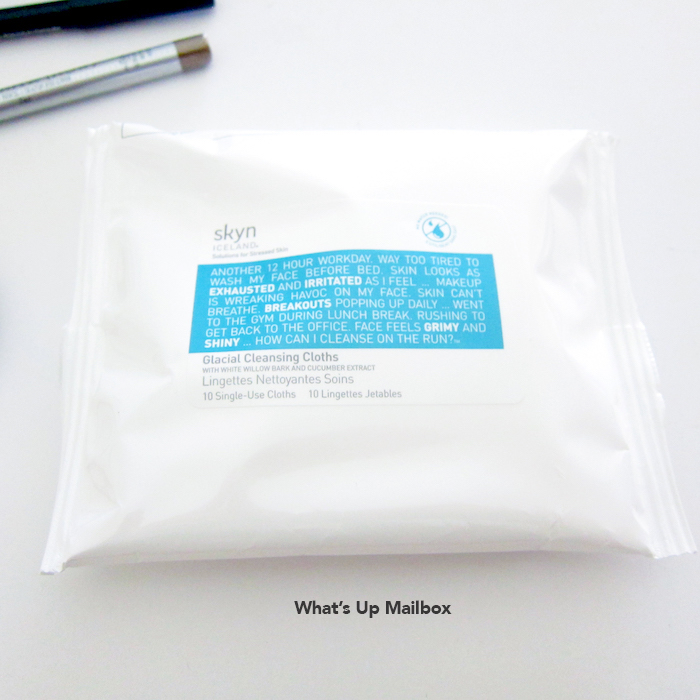 skyn
ICELAND®
Solutions for Stressed Skin
ANOTHER 12 HOUR WORKDAY. WAY TOO TIRED TO
WASH MY FACE BEFORE BED. SKIN LOOKS AS
EXHAUSTED AND IRRITATED AS I FEEL ... MAKEUP
IS WREAKING HAVOC ON MY FACE. SKIN CAN'T
BREATHE. BREAKOUTS POPPING UP DAILY ... WENT
TO THE GYM DURING LUNCH BREAK. RUSHING TO
GET BACK TO THE OFFICE. FACE FEELS GRIMY AND
SHINY ... HOW CAN I CLEANSE ON THE RUN?™
Glacial Cleansing Cloths
WITH WHITE WILLOW BARK AND CUCUMBER EXTRACT
Lingettes Nettoyantes Soins
10 Single-Use Cloths 10 Lingettes Jetables
What's Up Mailbox